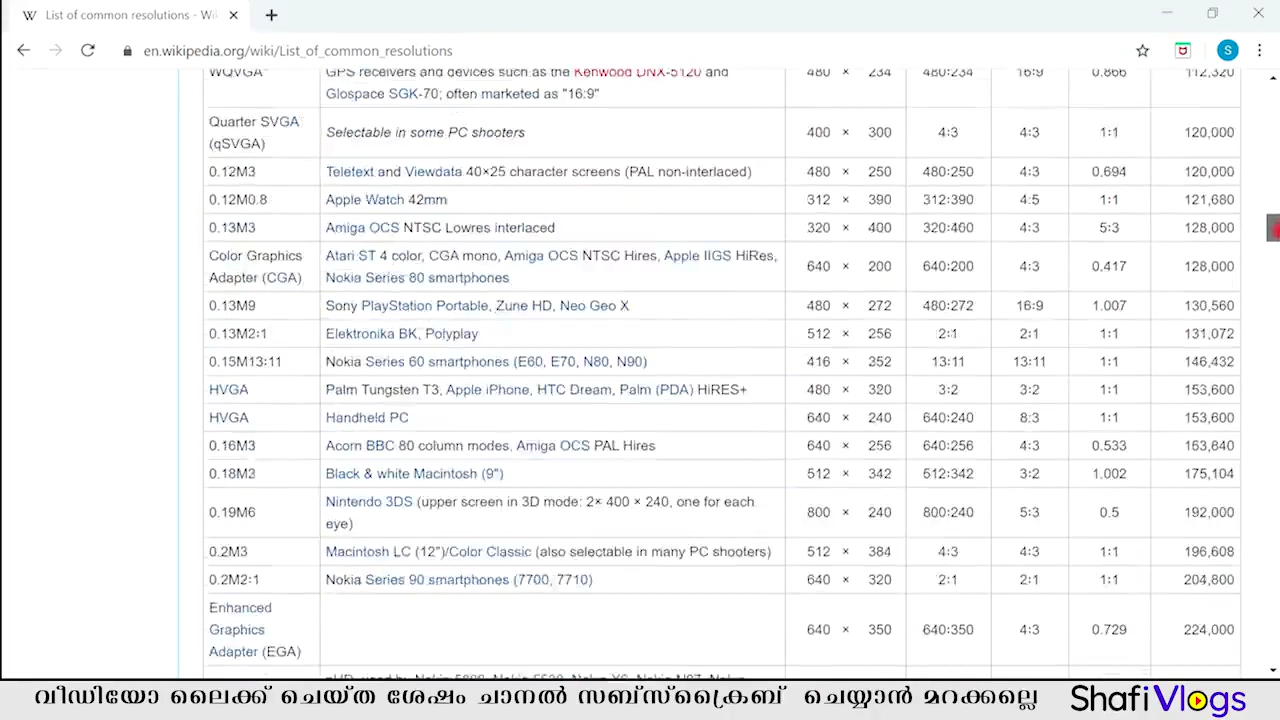 List of common resolutions - Wi
en.wikipedia.org/wiki/List_of_common_resolutions
S
WQVGA GPS receivers and devices such as the Kenwood DNX-5120 and 480 × 234 480:234 16:9 0.866 112,320
Glospace SGK-70; often marketed as "16:9"
Quarter SVGA
(qSVGA) Selectable in some PC shooters 400 × 300 4:3 4:3 1:1 120,000
0.12M3 Teletext and Viewdata 40×25 character screens (PAL non-interlaced) 480 × 250 480:250 4:3 0.694 120,000
0.12M0.8 Apple Watch 42mm 312 × 390 312:390 4:5 1:1 121,680
0.13M3 Amiga OCS NTSC Lowres interlaced 320 × 400 320:400 4:3 5:3 128,000
Color Graphics Atari ST 4 color, CGA mono, Amiga OCS NTSC Hires, Apple IIGS HiRes,
Adapter (CGA) Nokia Series 80 smartphones 640 × 200 640:200 4:3 0.417 128,000
0.13M9 Sony PlayStation Portable, Zune HD, Neo Geo X 480 × 272 480:272 16:9 1.007 130,560
0.13M2:1 Elektronika BK, Polyplay 512 × 256 2:1 2:1 1:1 131,072
0.15M13:11 Nokia Series 60 smartphones (E60, E70, N80, N90) 416 × 352 13:11 13:11 1:1 146,432
HVGA Palm Tungsten T3, Apple iPhone, HTC Dream, Palm (PDA) HiRES+ 480 × 320 3:2 3:2 1:1 153,600
HVGA Handheld PC 640 × 240 640:240 8:3 1:1 153,600
0.16M3 Acorn BBC 80 column modes, Amiga OCS PAL Hires 640 × 256 640:256 4:3 0.533 163,840
0.18M3 Black & white Macintosh (9") 512 × 342 512:342 3:2 1.002 175,104
0.19M6 Nintendo 3DS (upper screen in 3D mode: 2× 400 × 240, one for each
eye) 800 × 240 800:240 5:3 0.5 192,000
0.2M3 Macintosh LC (12")/Color Classic (also selectable in many PC shooters) 512 × 384 4:3 4:3 1:1 196,608
0.2M2:1 Nokia Series 90 smartphones (7700, 7710) 640 × 320 2:1 2:1 1:1 204,800
Enhanced
Graphics
Adapter (EGA) 640 × 350 640:350 4:3 0.729 224,000
വീഡിയോ ലൈക്ക് ചെയ്ത ശേഷം ചാനൽ സബ്സ്ക്രൈബ് ചെയ്യാൻ മറക്കല്ലെ
Shafi Vlogs